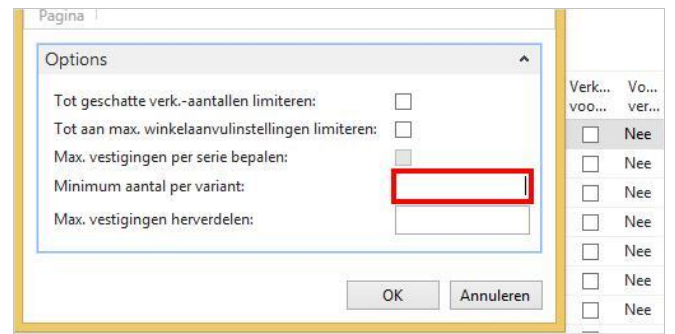 Pagina
Options
Tot geschatte verk.-aantallen limiteren:
Tot aan max. winkelaanvulinstellingen limiteren:
Max. vestigingen per serie bepalen:
Minimum aantal per variant:
Max. vestigingen herverdelen:
OK Annuleren
Verk... Vo...
voo... ver...
Nee
Nee
Nee
Nee
Nee
Nee
Nee